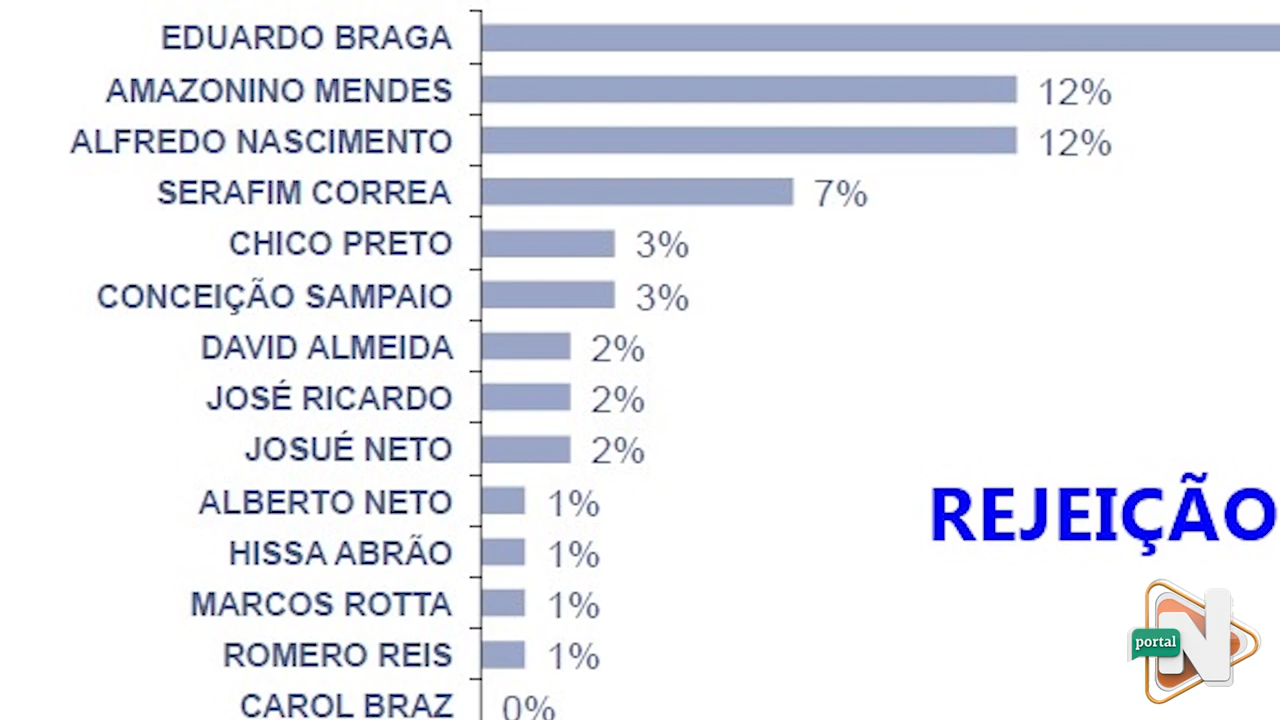 EDUARDO BRAGA
AMAZONINO MENDES 12%
ALFREDO NASCIMENTO 12%
SERAFIM CORREA 7%
CHICO PRETO 3%
CONCEIÇÃO SAMPAIO 3%
DAVID ALMEIDA 2%
JOSÉ RICARDO 2%
JOSUÉ NETO 2%
ALBERTO NETO 1%
HISSA ABRÃO 1%
MARCOS ROTTA 1%
ROMERO REIS 1%
CAROL BRAZ 0%
REJEIÇÃO
portal N